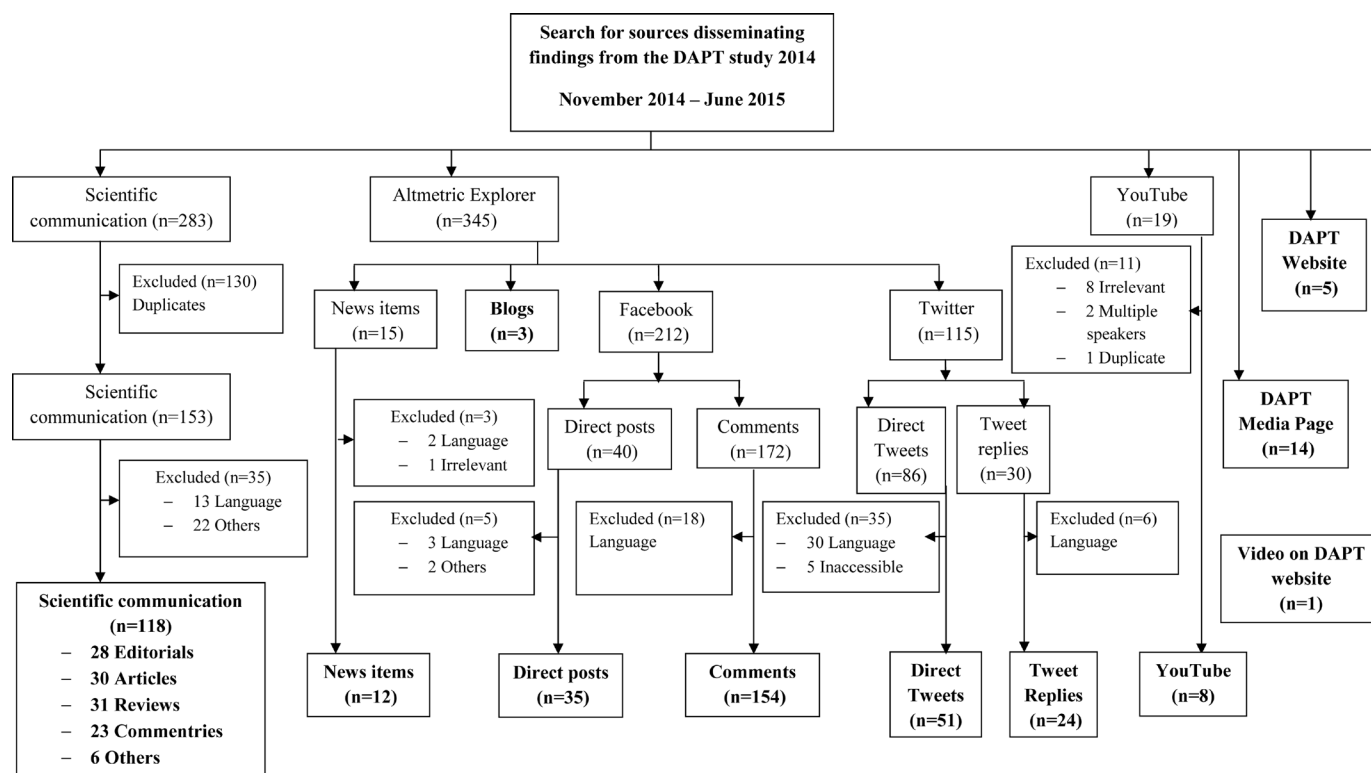 Search for sources disseminating
findings from the DAPT study 2014
November 2014 – June 2015
Scientific
communication (n=283)
Altmetric Explorer
(n=345)
YouTube
(n=19)
DAPT
Website
(n=5)
Excluded (n=130)
Duplicates
News items
(n=15)
Blogs
(n=3)
Facebook
(n=212)
Twitter
(n=115)
Excluded (n=11)
– 8 Irrelevant
– 2 Multiple
speakers
– 1 Duplicate
Scientific
communication (n=153)
Excluded (n=3)
– 2 Language
– 1 Irrelevant
Direct posts
(n=40)
Comments
(n=172)
Direct
Tweets
(n=86)
Tweet
replies
(n=30)
DAPT
Media Page
(n=14)
Excluded (n=35)
– 13 Language
– 22 Others
Excluded (n=5)
– 3 Language
– 2 Others
Excluded (n=18)
Language
Excluded (n=35)
– 30 Language
– 5 Inaccessible
Excluded (n=6)
Language
Video on DAPT
website
(n=1)
Scientific communication
(n=118)
– 28 Editorials
– 30 Articles
– 31 Reviews
– 23 Commentries
– 6 Others
News items
(n=12)
Direct posts
(n=35)
Comments
(n=154)
Direct
Tweets
(n=51)
Tweet
Replies
(n=24)
YouTube
(n=8)